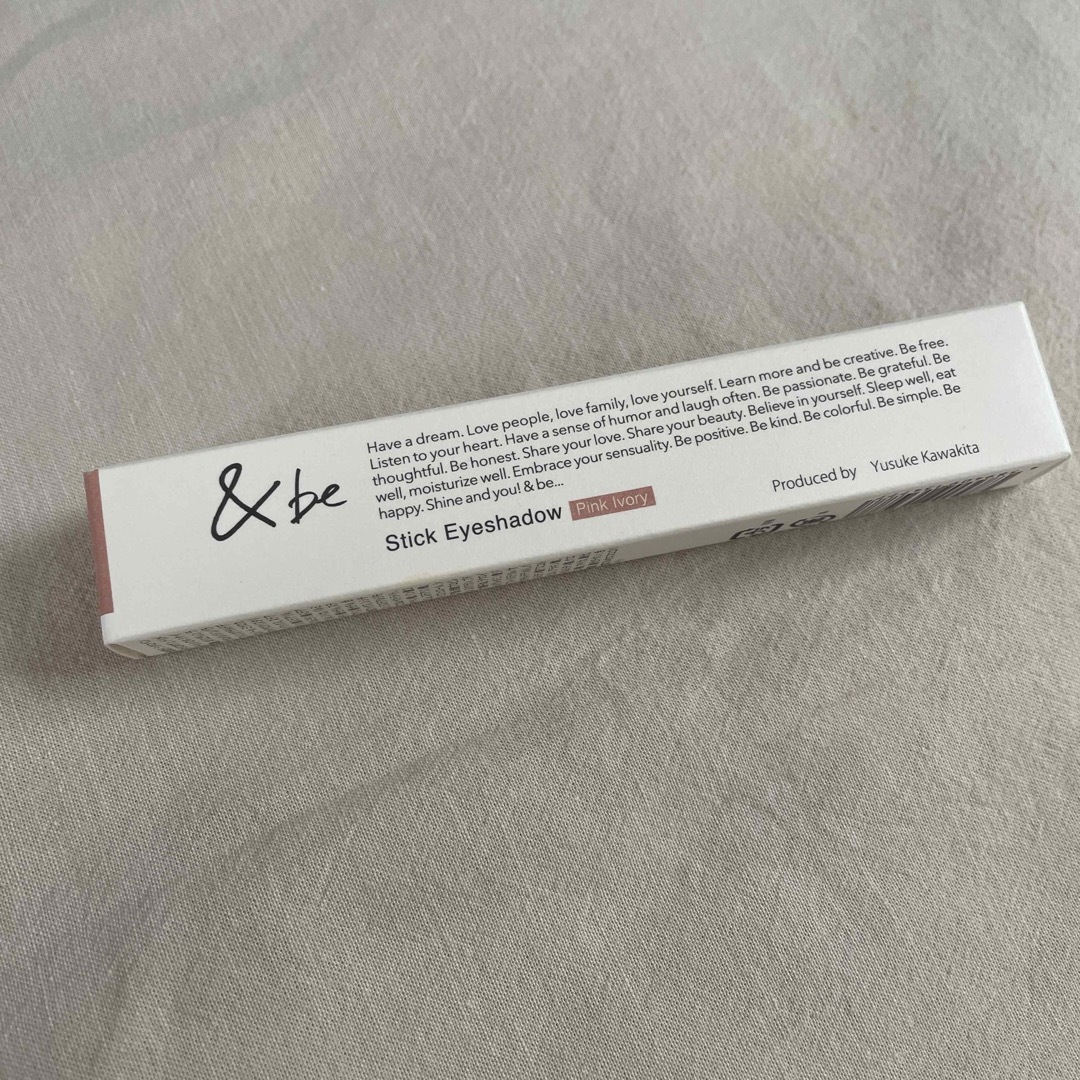 &be
Have a dream. Love people, love family, love yourself. Learn more and be creative. Be free.
Listen to your heart. Have a sense of humor and laugh often. Be passionate. Be grateful. Be
thoughtful. Be honest. Share your love. Share your beauty. Believe in yourself. Sleep well, eat
well, moisturize well. Embrace your sensuality. Be positive. Be kind. Be colorful. Be simple. Be
happy. Shine and you! & be...
Stick Eyeshadow Pink Ivory
Produced by Yusuke Kawakita